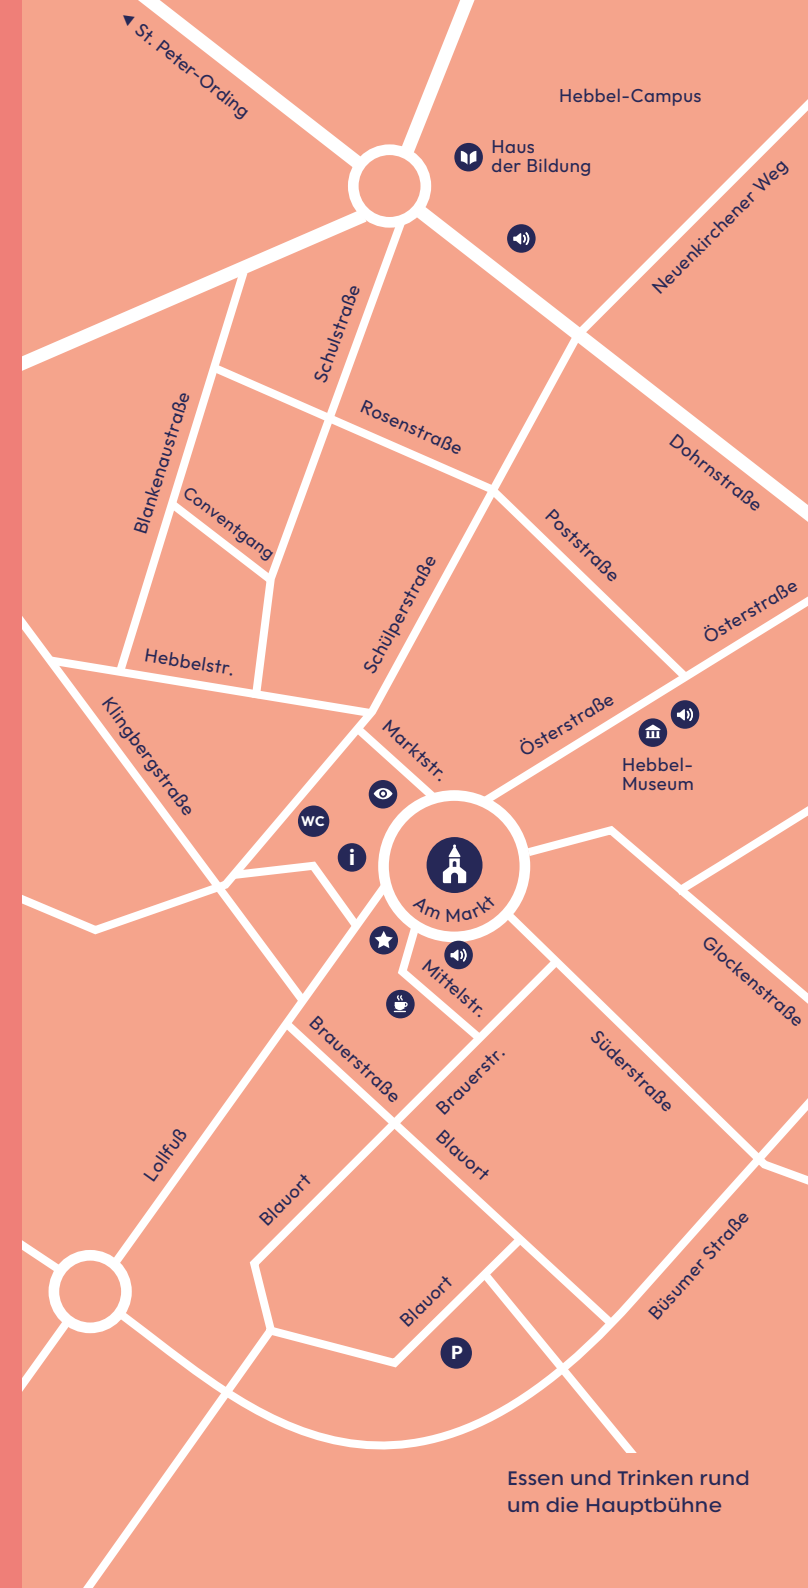 St. Peter-Ording
Hebbel-Campus
Haus
der Bildung
Neuenkirchener Weg
Schulstraße
Rosenstraße
Blankenaustraße
Conventgang
Dohrnstraße
Poststraße
Schülperstraße
Österstraße
Hebbelstr.
Klingbergstraße
Marktstr.
Österstraße
Hebbel-
Museum
WC
i
Am Markt
Mittelstr.
Glockenstraße
Brauerstraße
Brauerstr.
Süderstraße
Lollfuß
Blauort
Blauort
Blauort
Büsumer Straße
P
Essen und Trinken rund
um die Hauptbühne